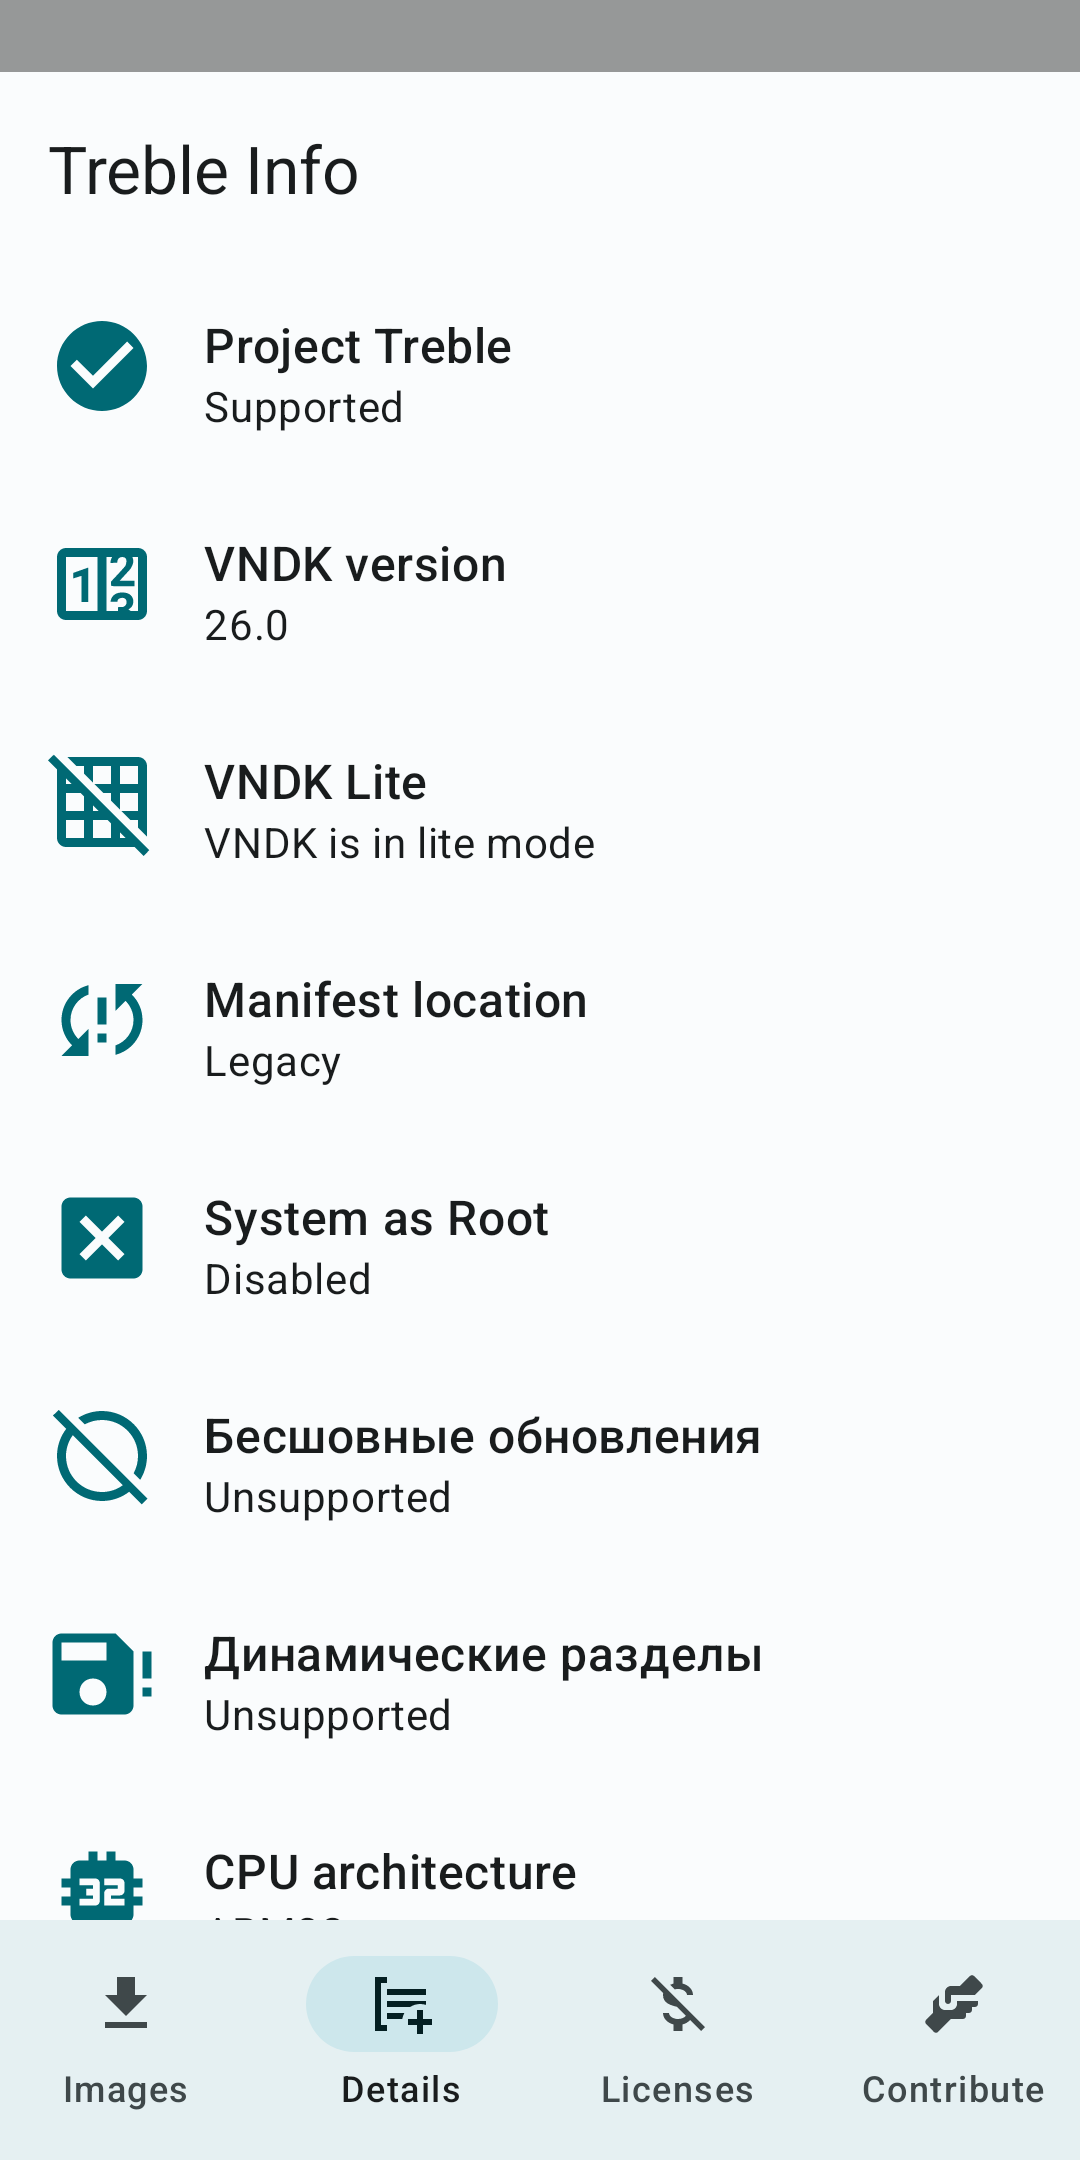 Treble Info
Project Treble
Supported
VNDK version
26.0
VNDK Lite
VNDK is in lite mode
Manifest location
Legacy
System as Root
Disabled
Бесшовные обновления
Unsupported
Динамические разделы
Unsupported
CPU architecture
Images
Details
Licenses
Contribute